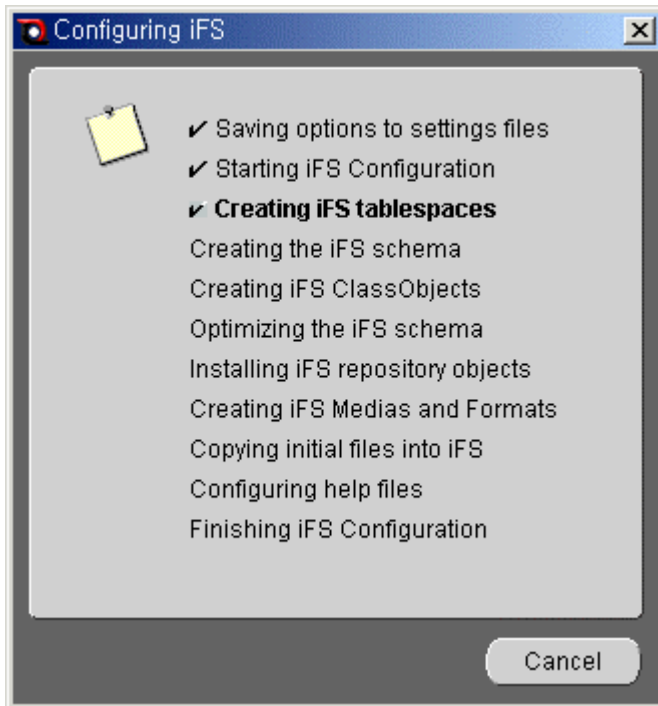 Configuring iFS
✔ Saving options to settings files
✔ Starting iFS Configuration
✔ Creating iFS tablespaces
Creating the iFS schema
Creating iFS ClassObjects
Optimizing the iFS schema
Installing iFS repository objects
Creating iFS Medias and Formats
Copying initial files into iFS
Configuring help files
Finishing iFS Configuration
Cancel